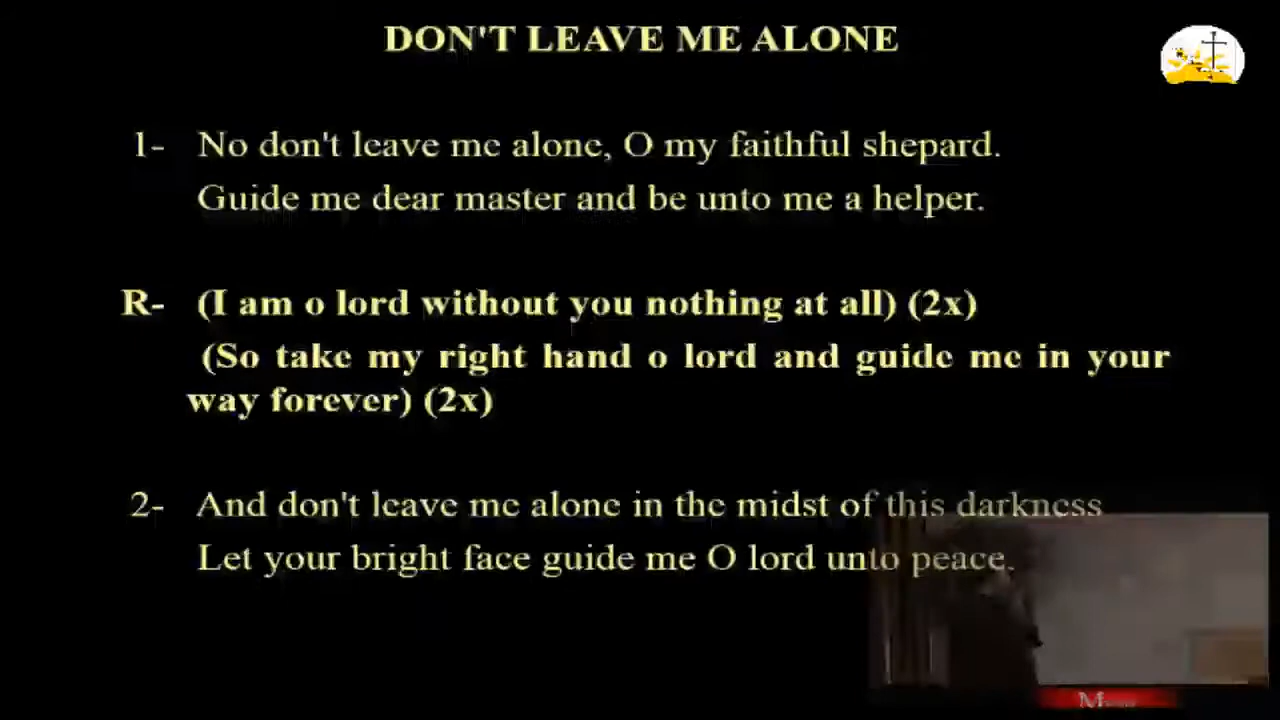 DON'T LEAVE ME ALONE
1- No don't leave me alone, O my faithful shepard.
Guide me dear master and be unto me a helper.
R- (I am o lord without you nothing at all) (2x)
(So take my right hand o lord and guide me in your
way forever) (2x)
2- And don't leave me alone in the midst of this darkness
Let your bright face guide me O lord unto peace.